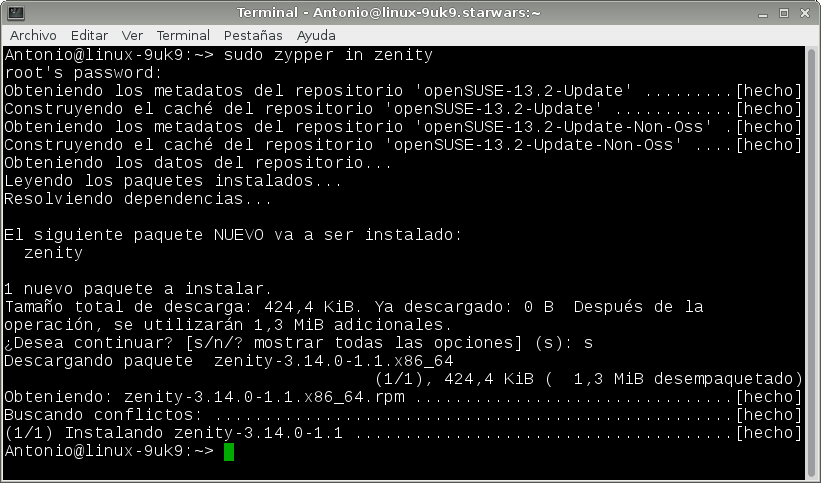 Terminal - Antonio@linux-9uk9.starwars:~
Archivo Editar Ver Terminal Pestañas Ayuda
Antonio@linux-9uk9:~> sudo zypper in zenity
root's password:
Obteniendo los metadatos del repositorio 'openSUSE-13.2-Update' .........[hecho]
Construyendo el caché del repositorio 'openSUSE-13.2-Update' ............[hecho]
Obteniendo los metadatos del repositorio 'openSUSE-13.2-Update-Non-Oss' .[hecho]
Construyendo el caché del repositorio 'openSUSE-13.2-Update-Non-Oss' ....[hecho]
Obteniendo los datos del repositorio...
Leyendo los paquetes instalados...
Resolviendo dependencias...

El siguiente paquete NUEVO va a ser instalado:
  zenity

1 nuevo paquete a instalar.
Tamaño total de descarga: 424,4 KiB. Ya descargado: 0 B  Después de la
operación, se utilizarán 1,3 MiB adicionales.
¿Desea continuar? [s/n/? mostrar todas las opciones] (s): s
Descargando paquete  zenity-3.14.0-1.1.x86_64
                                     (1/1), 424,4 KiB (  1,3 MiB desempaquetado)
Obteniendo: zenity-3.14.0-1.1.x86_64.rpm ................................[hecho]
Buscando conflictos: ....................................................[hecho]
(1/1) Instalando zenity-3.14.0-1.1 ......................................[hecho]
Antonio@linux-9uk9:~>